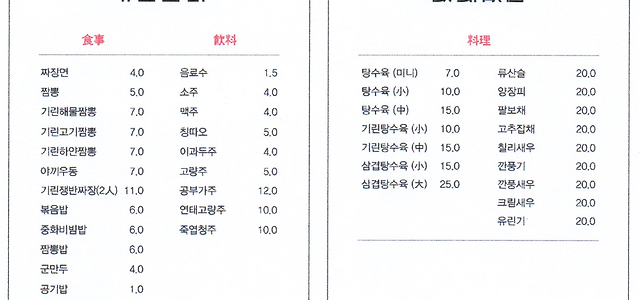 食事
짜장면 4.0
짬뽕 5.0
기린해물짬뽕 7.0
기린고기짬뽕 7.0
기린하얀짬뽕 7.0
야끼우동 7.0
기린쟁반짜장(2人) 11.0
볶음밥 6.0
중화비빔밥 6.0
짬뽕밥 6.0
군만두 4.0
공기밥 1.0
飮料
음료수 1.5
소주 4.0
맥주 4.0
칭따오 5.0
이과두주 4.0
고량주 5.0
공부가주 12.0
연태고량주 10.0
죽엽청주 10.0
料理
탕수육 (미니) 7.0
탕수육 (小) 10.0
탕수육 (中) 15.0
기린탕수육 (小) 10.0
기린탕수육 (中) 15.0
삼겹탕수육 (小) 15.0
삼겹탕수육 (大) 25.0
류산슬 20.0
양장피 20.0
팔보채 20.0
고추잡채 20.0
칠리새우 20.0
깐풍기 20.0
깐풍새우 20.0
크림새우 20.0
유린기 20.0